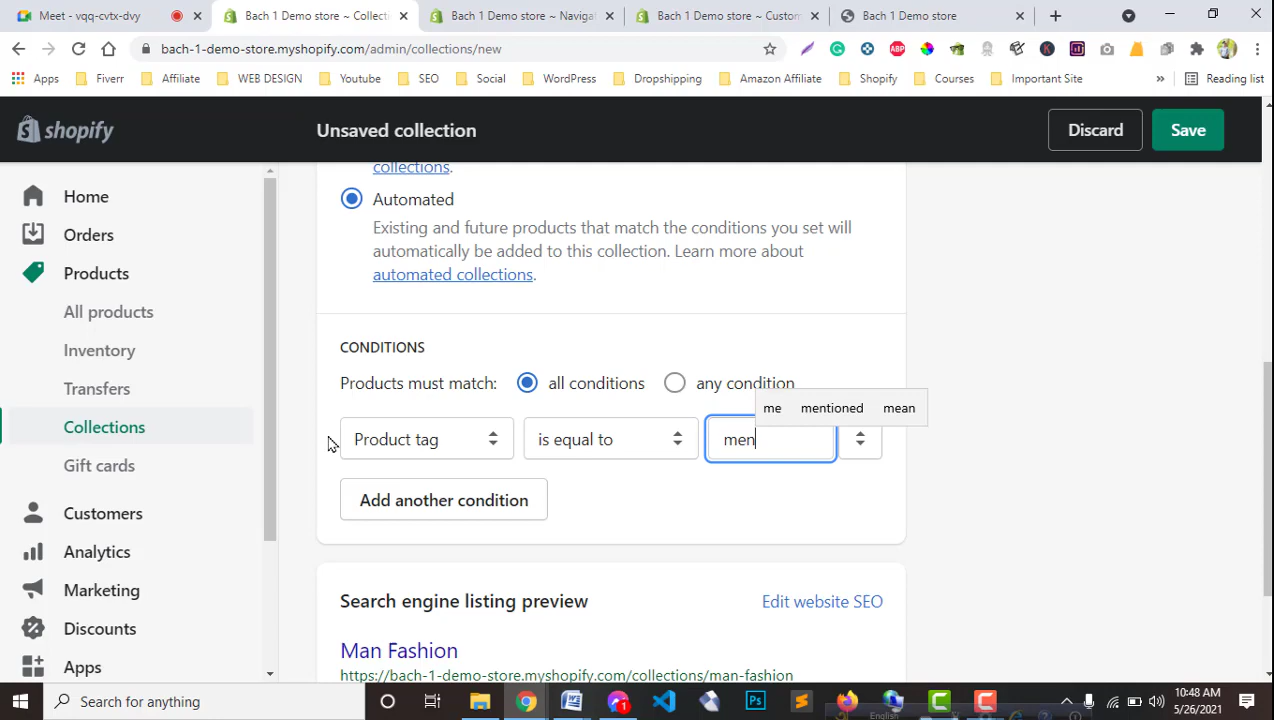 Meet - vqq-cvtx-dvy
Bach 1 Demo store ~ Collecti
Bach 1 Demo store ~ Navigat
Bach 1 Demo store ~ Custom
Bach 1 Demo store
bach-1-demo-store.myshopify.com/admin/collections/new
Apps
Fiverr
Affiliate
WEB DESIGN
Youtube
SEO
Social
WordPress
Dropshipping
Amazon Affiliate
Shopify
Courses
Important Site
»
Reading list
shopify
Unsaved collection
Discard
Save
Home
Orders
Products
All products
Inventory
Transfers
Collections
Gift cards
Customers
Analytics
Marketing
Discounts
Apps
collections.
Automated
Existing and future products that match the conditions you set will
automatically be added to this collection. Learn more about
automated collections.
CONDITIONS
Products must match:
all conditions
any condition
me mentioned mean
Product tag
is equal to
men
Add another condition
Search engine listing preview
Edit website SEO
Man Fashion
https://bach-1-demo-store.myshopify.com/collections/man-fashion
Search for anything
English
10:48 AM
5/26/2021